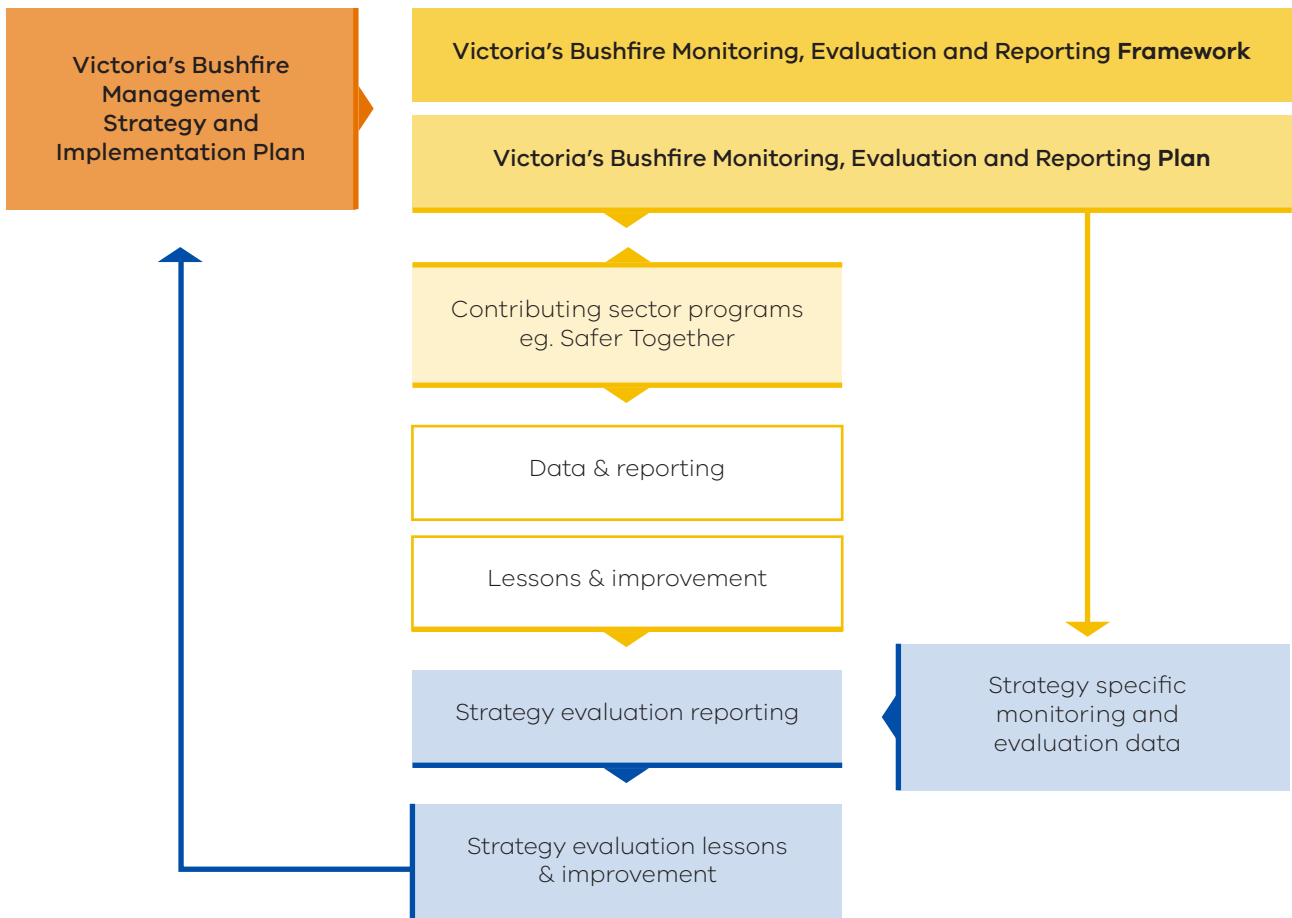 Victoria's Bushfire
Management
Strategy and
Implementation Plan
Victoria's Bushfire Monitoring, Evaluation and Reporting Framework
Victoria's Bushfire Monitoring, Evaluation and Reporting Plan
Contributing sector programs
eg. Safer Together
Data & reporting
Lessons & improvement
Strategy evaluation reporting
Strategy specific
monitoring and
evaluation data
Strategy evaluation lessons
& improvement